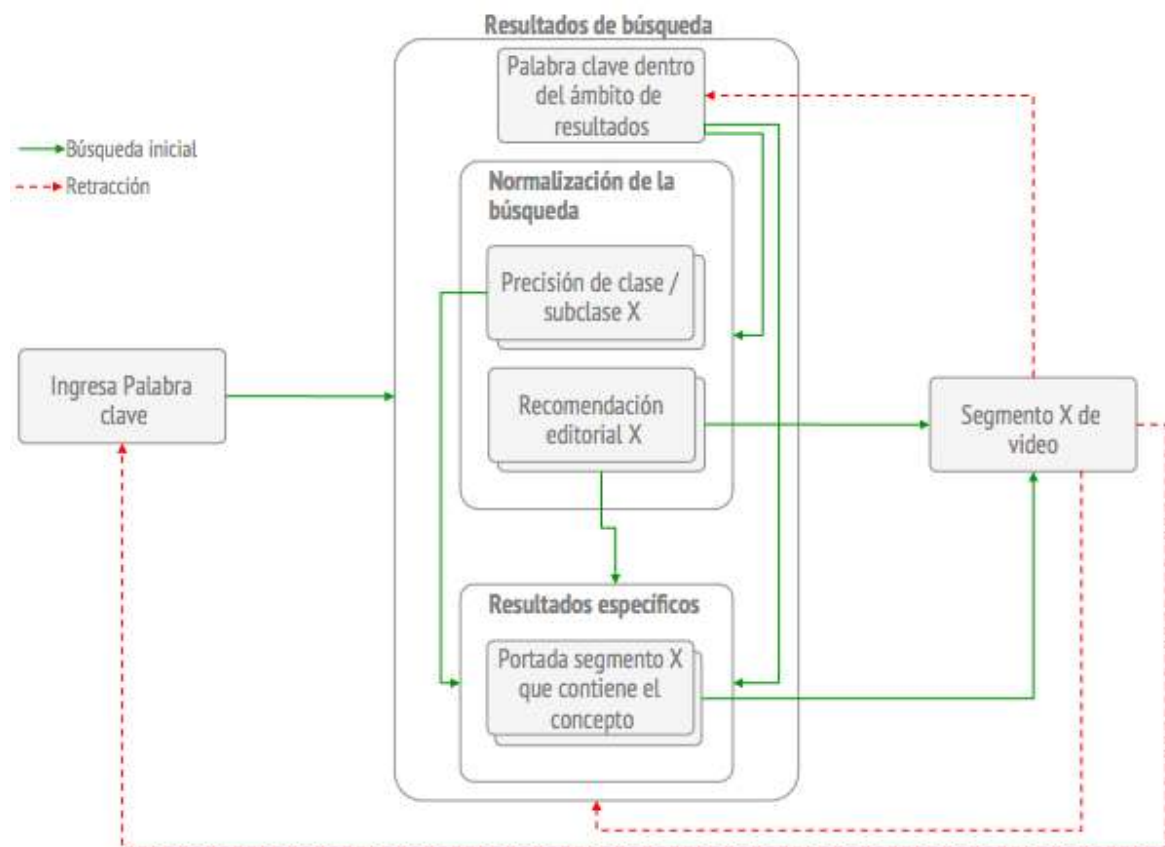 Resultados de búsqueda
Palabra clave dentro
del ámbito de
resultados
Búsqueda inicial
Retracción
Normalización de la
búsqueda
Precisión de clase /
subclase X
Ingresa Palabra
clave
Recomendación
editorial X
Segmento X de
video
Resultados específicos
Portada segmento X
que contiene el
concepto